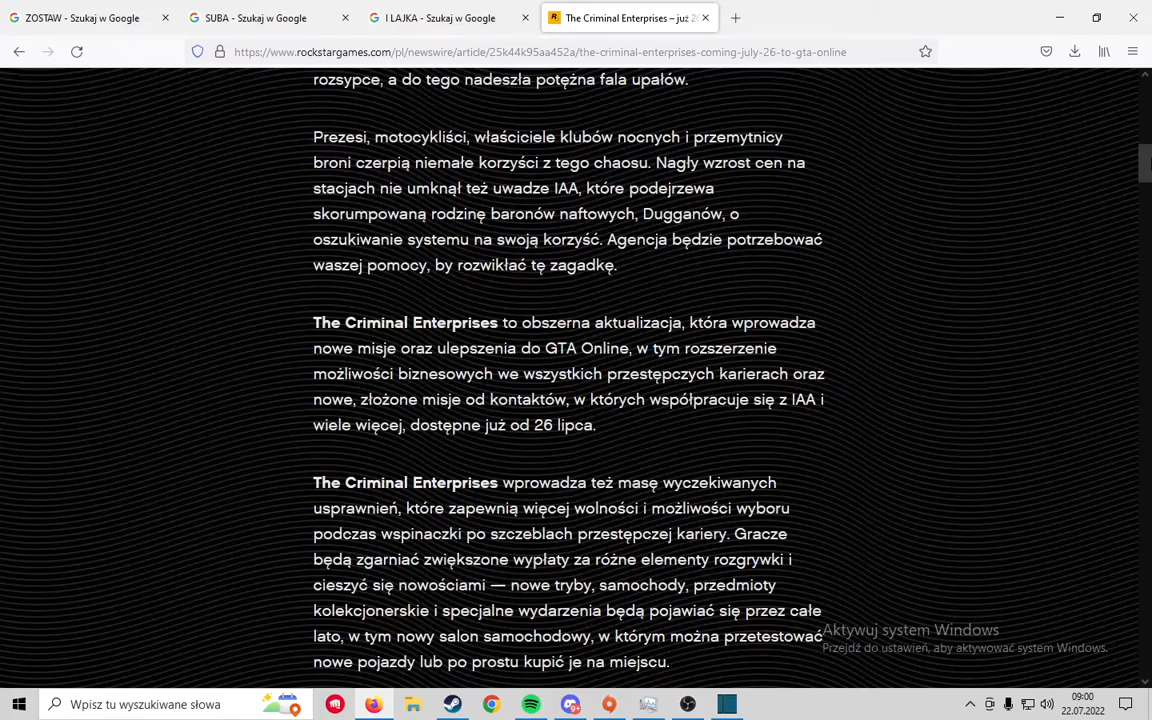 ZOSTAW - Szukaj w Google
SUBA - Szukaj w Google
I LAJKA - Szukaj w Google
The Criminal Enterprises – już 2
https://www.rockstargames.com/pl/newswire/article/25k44k95aa452a/the-criminal-enterprises-coming-july-26-to-gta-online
rozsypce, a do tego nadeszła potężna fala upałów.
Prezesi, motocykliści, właściciele klubów nocnych i przemytnicy
broni czerpią niemałe korzyści z tego chaosu. Nagły wzrost cen na
stacjach nie umknął też uwadze IAA, które podejrzewa
skorumpowaną rodzinę baronów naftowych, Dugganów, o
oszukiwanie systemu na swoją korzyść. Agencja będzie potrzebować
waszej pomocy, by rozwikłać tę zagadkę.
The Criminal Enterprises to obszerna aktualizacja, która wprowadza
nowe misje oraz ulepszenia do GTA Online, w tym rozszerzenie
możliwości biznesowych we wszystkich przestępczych karierach oraz
nowe, złożone misje od kontaktów, w których współpracuje się z IAA i
wiele więcej, dostępne już od 26 lipca.
The Criminal Enterprises wprowadza też masę wyczekiwanych
usprawnień, które zapewnią więcej wolności i możliwości wyboru
podczas wspinaczki po szczeblach przestępczej kariery. Gracze
będą zgarniać zwiększone wypłaty za różne elementy rozgrywki i
cieszyć się nowościami — nowe tryby, samochody, przedmioty
kolekcjonerskie i specjalne wydarzenia będą pojawiać się przez całe
lato, w tym nowy salon samochodowy, w którym można przetestować
nowe pojazdy lub po prostu kupić je na miejscu.
Aktywuj system Windows
Przejdź do ustawień, aby aktywować system Windows.
Wpisz tu wyszukiwane słowa
09:00
22.07.2022